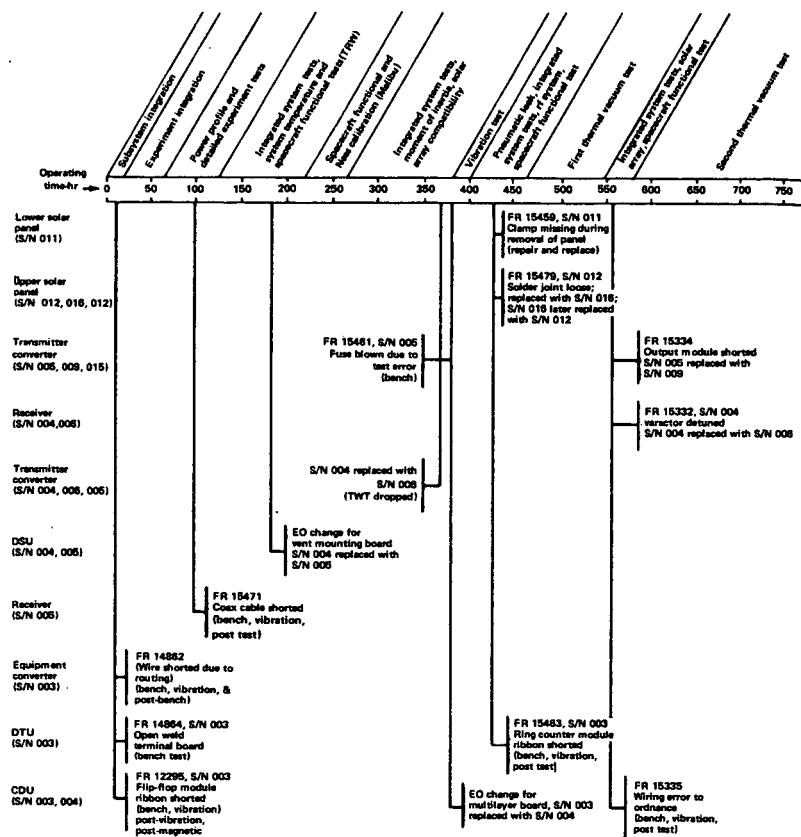 Subsystem integration
Experiment integration
Power profile and
detailed experiment tests
Integrated system tests,
system temperature and
spacecraft functional tests (TRW)
Spacecraft functional and
New calibration (Malibu)
Integrated system tests,
moment of inertia, solar
array compatibility
Vibration test
Pneumatic leak, integrated
system tests, rf system,
spacecraft functional test
First thermal vacuum test
Integrated system tests, solar
array, spacecraft functional test
Second thermal vacuum test
Operating
time-hr
0 50 100 150 200 250 300 350 400 450 500 550 600 650 700 750
Lower solar
panel
(S/N 011)
FR 15459, S/N 011
Clamp missing during
removal of panel
(repair and replace)
Upper solar
panel
(S/N 012, 016, 012)
FR 15479, S/N 012
Solder joint loose;
replaced with S/N 016;
S/N 016 later replaced
with S/N 012
Transmitter
converter
(S/N 005, 009, 015)
FR 15461, S/N 005
Fuse blown due to
test error
(bench)
FR 15334
Output module shorted
S/N 005 replaced with
S/N 009
Receiver
(S/N 004,006)
FR 15332, S/N 004
varactor detuned
S/N 004 replaced with S/N 006
Transmitter
converter
(S/N 004, 006, 005)
S/N 004 replaced with
S/N 006
(TWT dropped)
DSU
(S/N 004, 005)
EO change for
vent mounting board
S/N 004 replaced with
S/N 005
Receiver
(S/N 005)
FR 15471
Coax cable shorted
(bench, vibration,
post test)
Equipment
converter
(S/N 003)
FR 14862
(Wire shorted due to
routing)
(bench, vibration, &
post-bench)
DTU
(S/N 003)
FR 14864, S/N 003
Open weld
terminal board
(bench test)
FR 15463, S/N 003
Ring counter module
ribbon shorted
(bench, vibration,
post test)
CDU
(S/N 003, 004)
FR 12295, S/N 003
Flip-flop module
ribbon shorted
(bench, vibration)
post-vibration,
post-magnetic
EO change for
multilayer board, S/N 003
replaced with S/N 004
FR 15335
Wiring error to
ordnance
(bench, vibration,
post test)